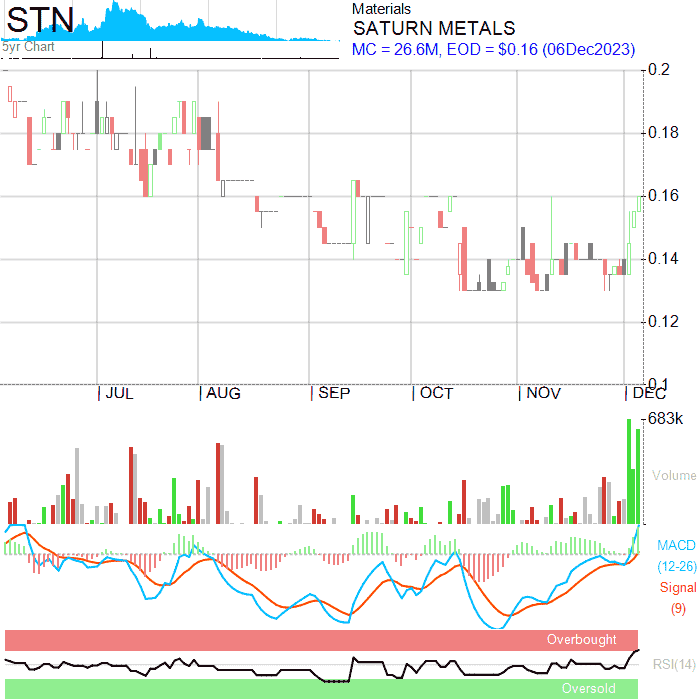 STN
5yr Chart
Materials
SATURN METALS
MC = 26.6M, EOD = $0.16 (06Dec2023)
0.2
0.18
0.16
0.14
0.12
0.1
JUL AUG SEP OCT NOV DEC
683k
Volume
MACD
(12-26)
Signal
(9)
Overbought
RSI(14)
Oversold